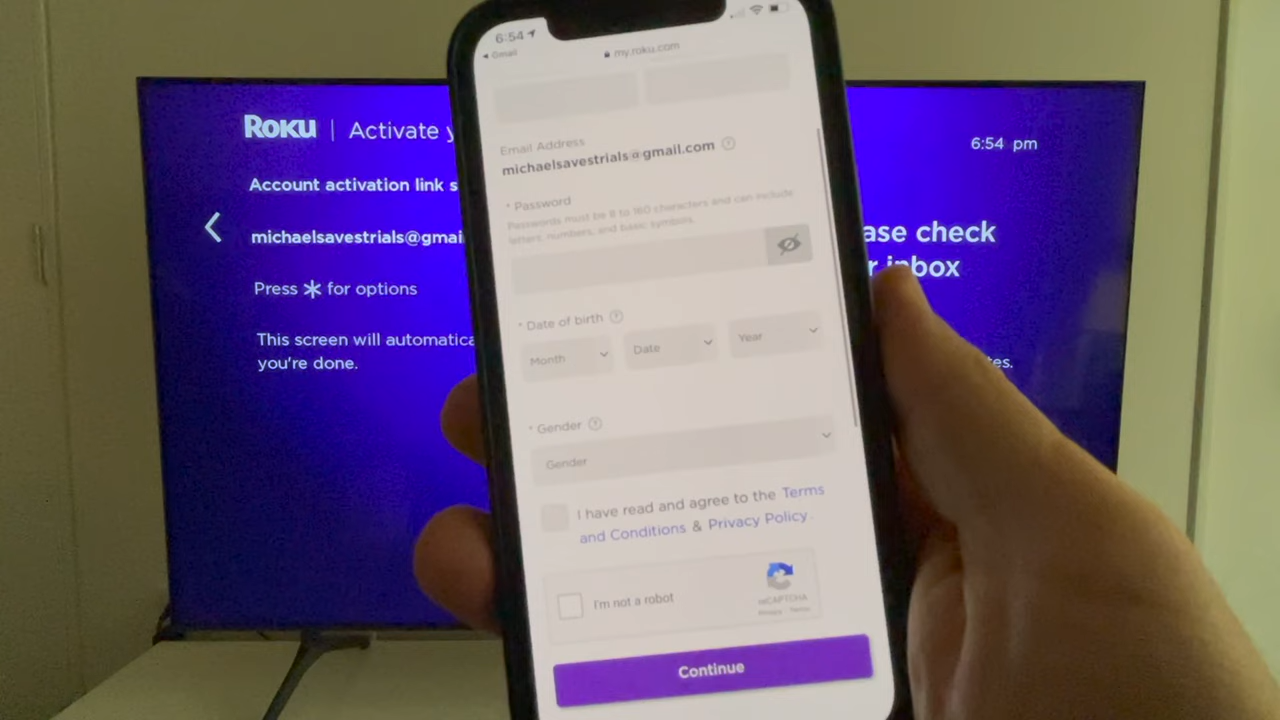 Roku | Activate y
Account activation link s
michaelsavestrials@gmai
Press * for options
This screen will automatica
you're done.
6:54 pm
ase check
r inbox
es.
6:54
◄ Gmail
my.roku.com
Email Address
michaelsavestrials@gmail.com
* Password
Passwords must be 8 to 160 characters and can include
letters, numbers, and basic symbols.
* Date of birth
Month
Date
Year
* Gender
Gender
I have read and agree to the Terms
and Conditions & Privacy Policy.
I'm not a robot
reCAPTCHA
Privacy - Terms
Continue